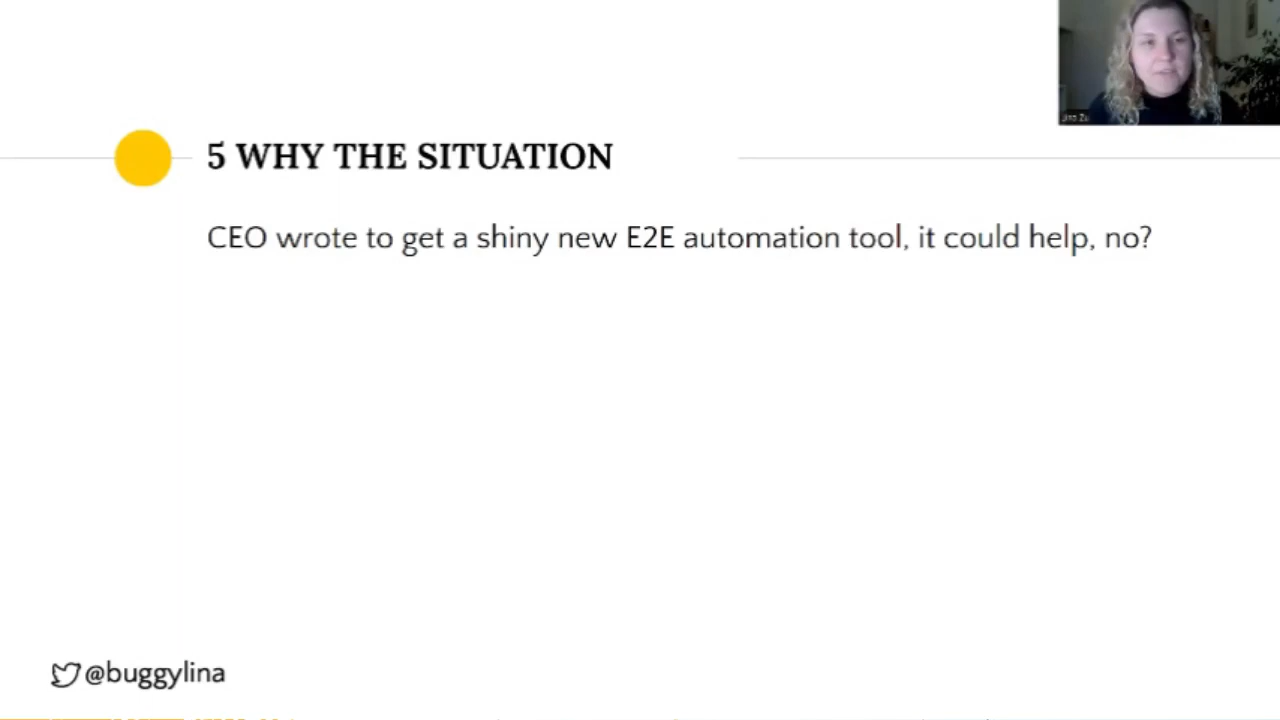 5 WHY THE SITUATION
CEO wrote to get a shiny new E2E automation tool, it could help, no?
@buggylina